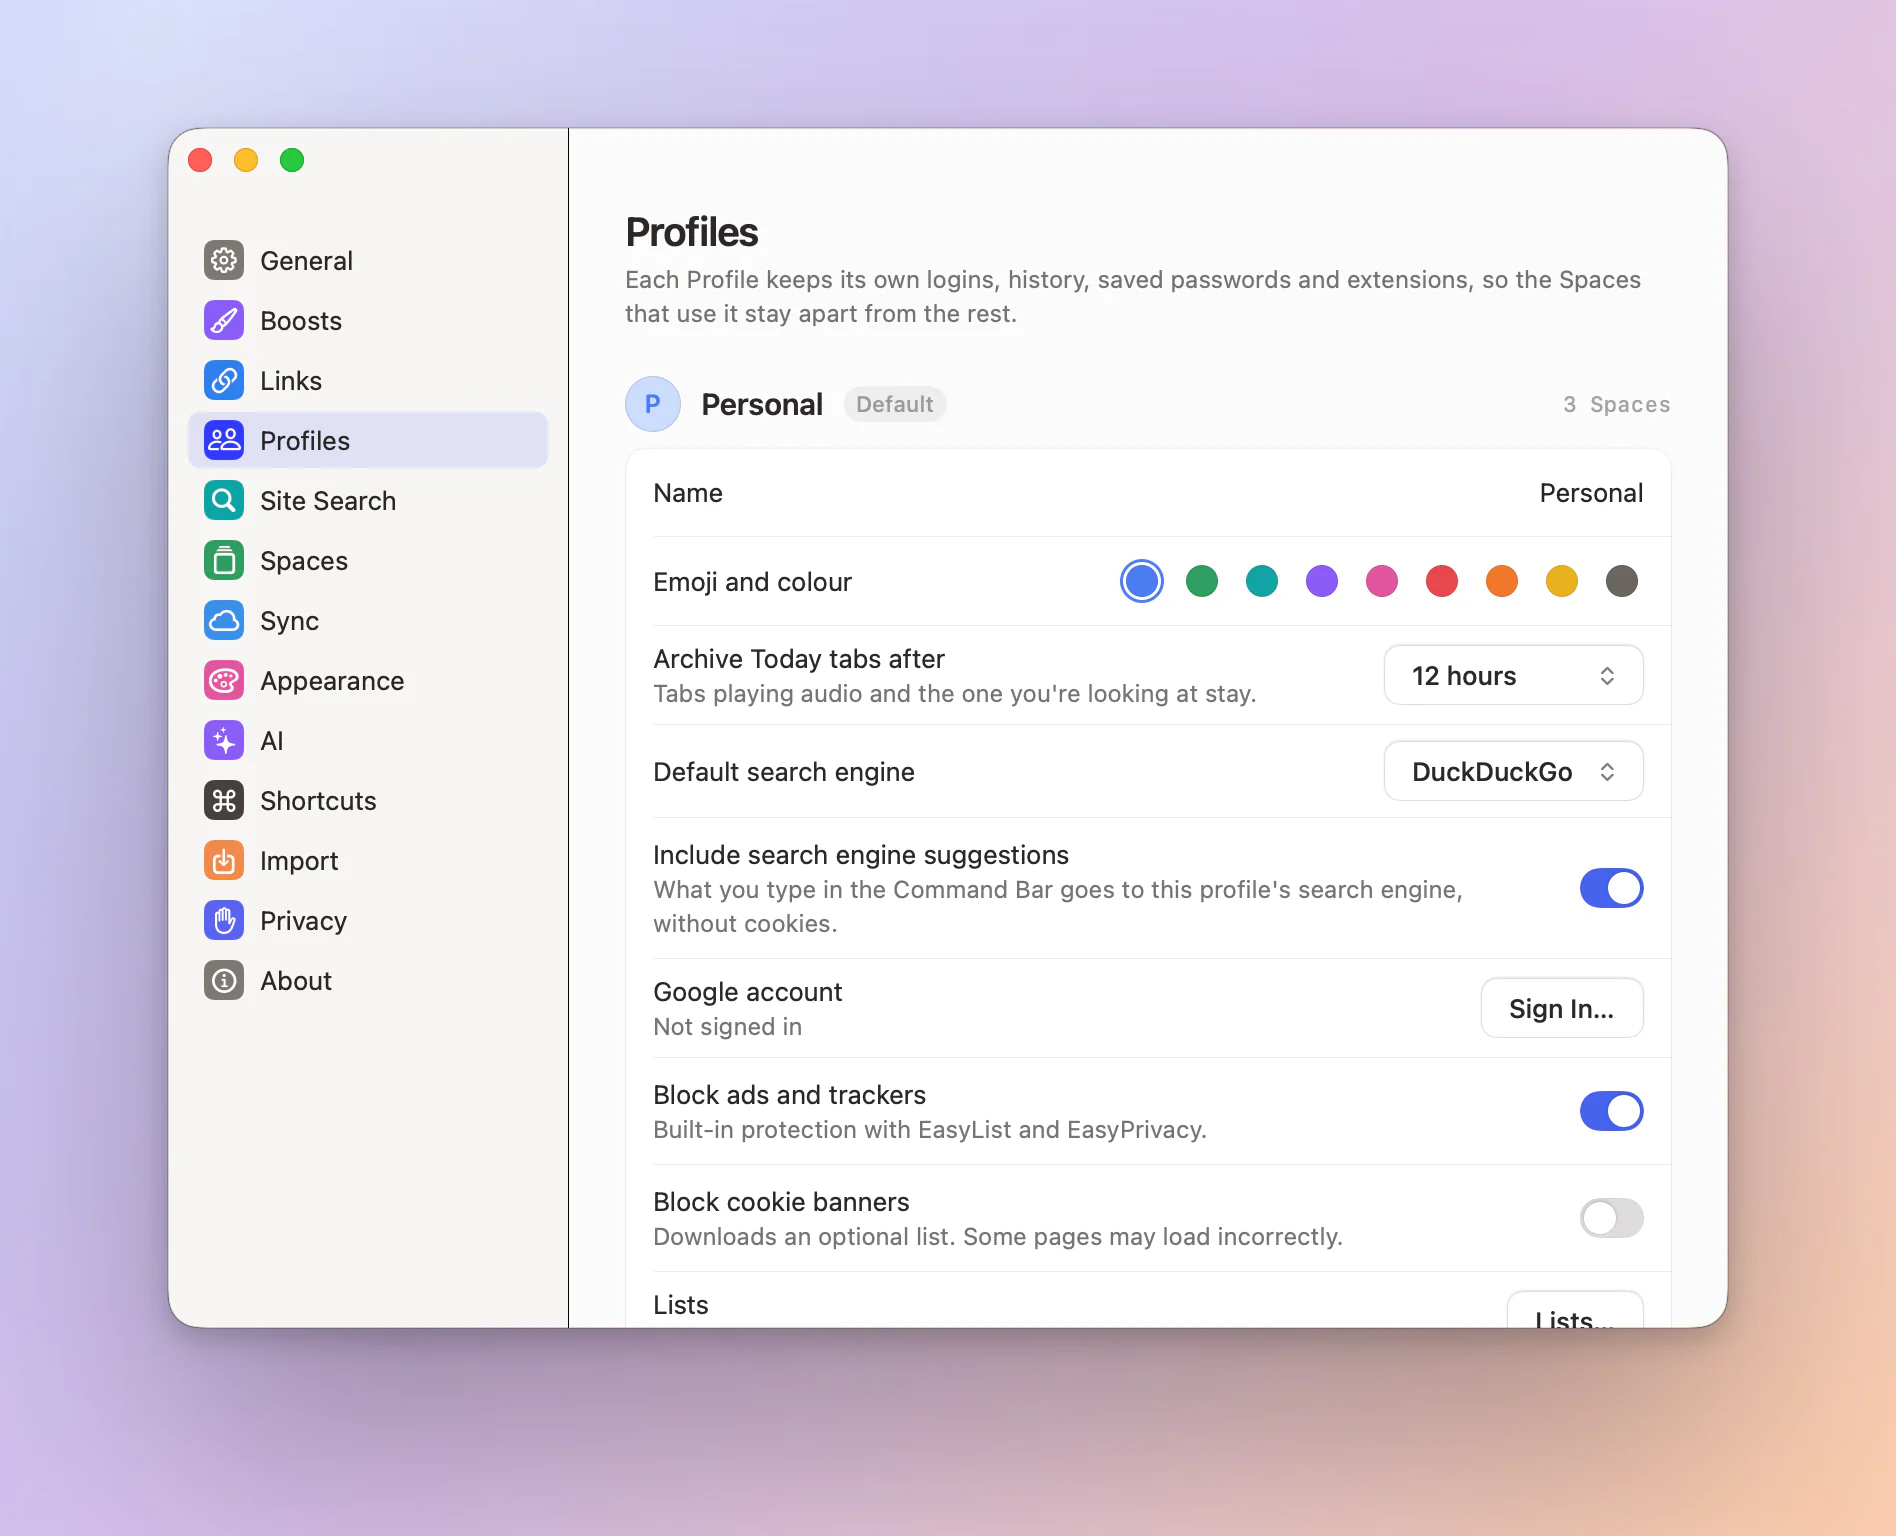 General
Boosts
Links
Profiles
Site Search
Spaces
Sync
Appearance
AI
Shortcuts
Import
Privacy
About
Profiles
Each Profile keeps its own logins, history, saved passwords and extensions, so the Spaces
that use it stay apart from the rest.
P Personal Default 3 Spaces
Name Personal
Emoji and colour
Archive Today tabs after
Tabs playing audio and the one you're looking at stay.
12 hours
Default search engine DuckDuckGo
Include search engine suggestions
What you type in the Command Bar goes to this profile's search engine,
without cookies.
Google account
Not signed in
Sign In...
Block ads and trackers
Built-in protection with EasyList and EasyPrivacy.
Block cookie banners
Downloads an optional list. Some pages may load incorrectly.
Lists Lists...